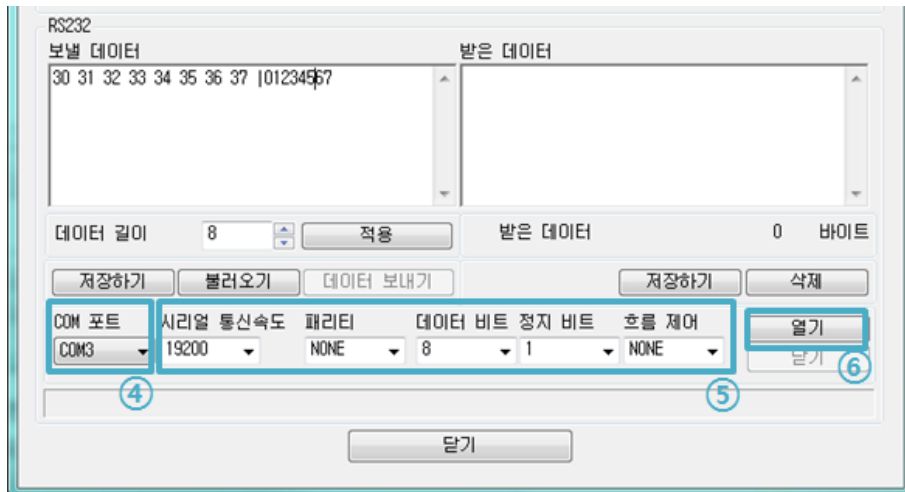 RS232
보낼 데이터 받은 데이터
30 31 32 33 34 35 36 37 |01234567
데이터 길이 8 적용 받은 데이터 0 바이트
저장하기 불러오기 데이터 보내기 저장하기 삭제
COM 포트 시리얼 통신속도 패리티 데이터 비트 정지 비트 흐름 제어 열기
COM3 19200 NONE 8 1 NONE 닫기
④ ⑤ ⑥
닫기